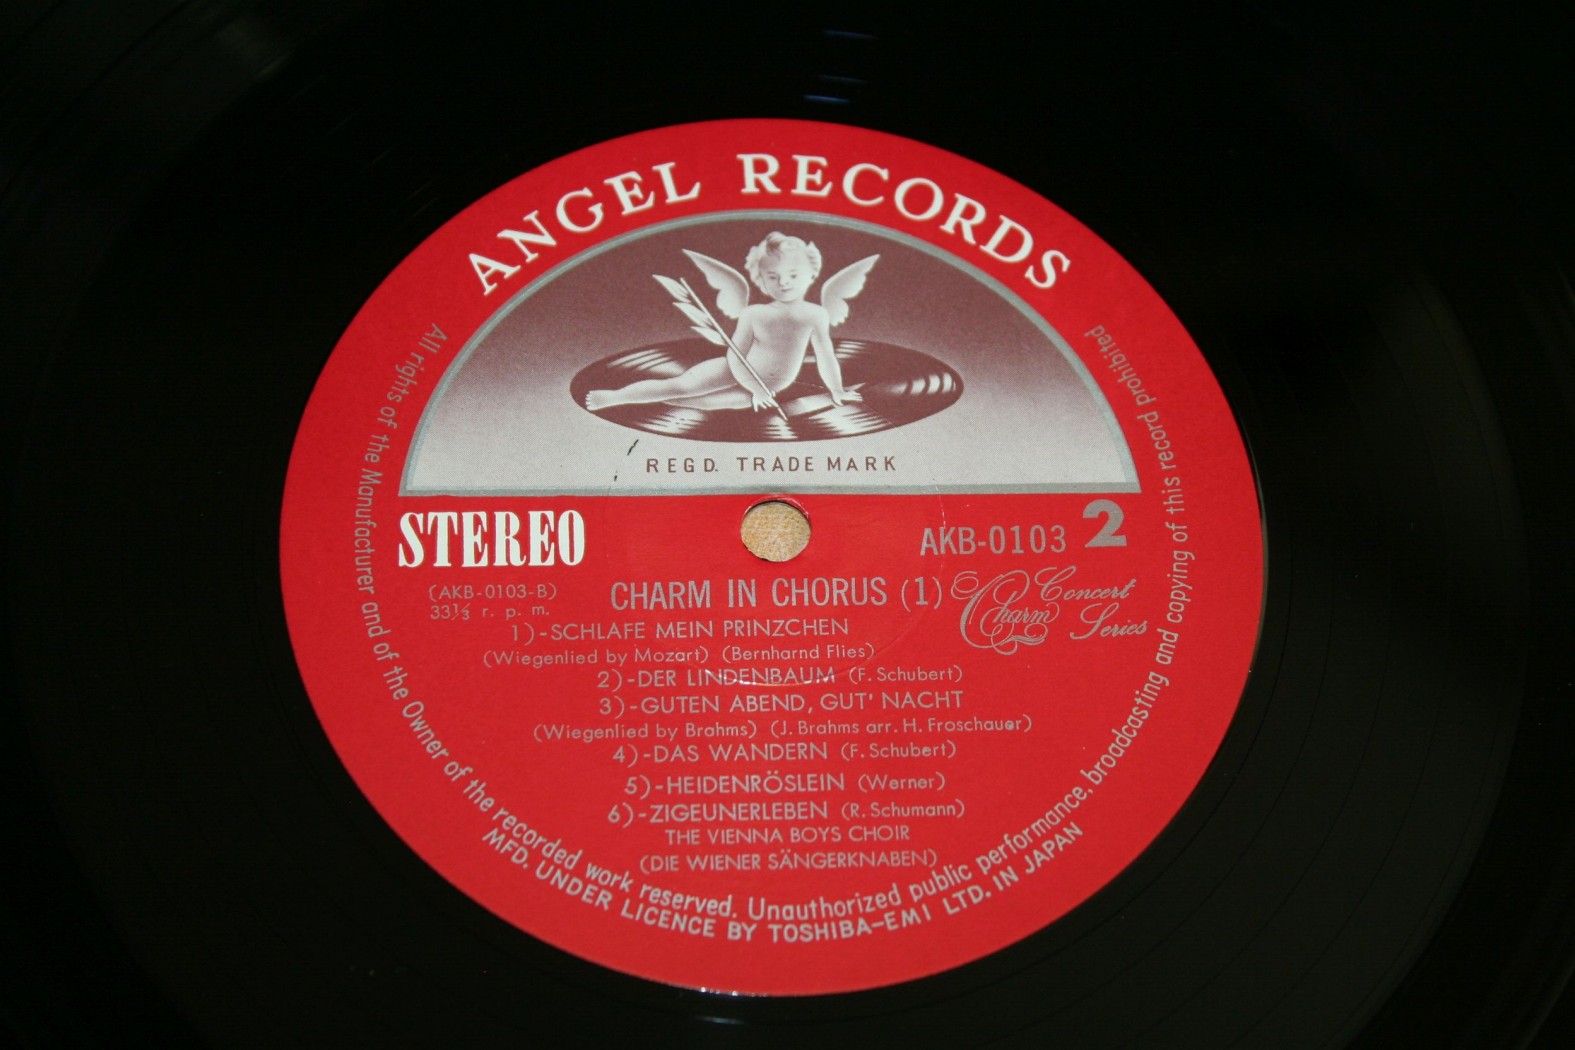 ANGEL RECORDS
REGD. TRADE MARK
STEREO
AKB-0103 2
(AKB-0103-B)
33⅓ r. p. m.
CHARM IN CHORUS (1)
Charm Concert Series
1)-SCHLAFE MEIN PRINZCHEN
(Wiegenlied by Mozart) (Bernharnd Flies)
2)-DER LINDENBAUM (F. Schubert)
3)-GUTEN ABEND, GUT' NACHT
(Wiegenlied by Brahms) (J. Brahms arr. H. Froschauer)
4)-DAS WANDERN (F. Schubert)
5)-HEIDENRÖSLEIN (Werner)
6)-ZIGEUNERLEBEN (R. Schumann)
THE VIENNA BOYS CHOIR
(DIE WIENER SÄNGERKNABEN)
All rights of the Manufacturer and of the Owner of the recorded work reserved. Unauthorized public performance, broadcasting and copying of this record prohibited
MFD. UNDER LICENCE BY TOSHIBA-EMI LTD. IN JAPAN